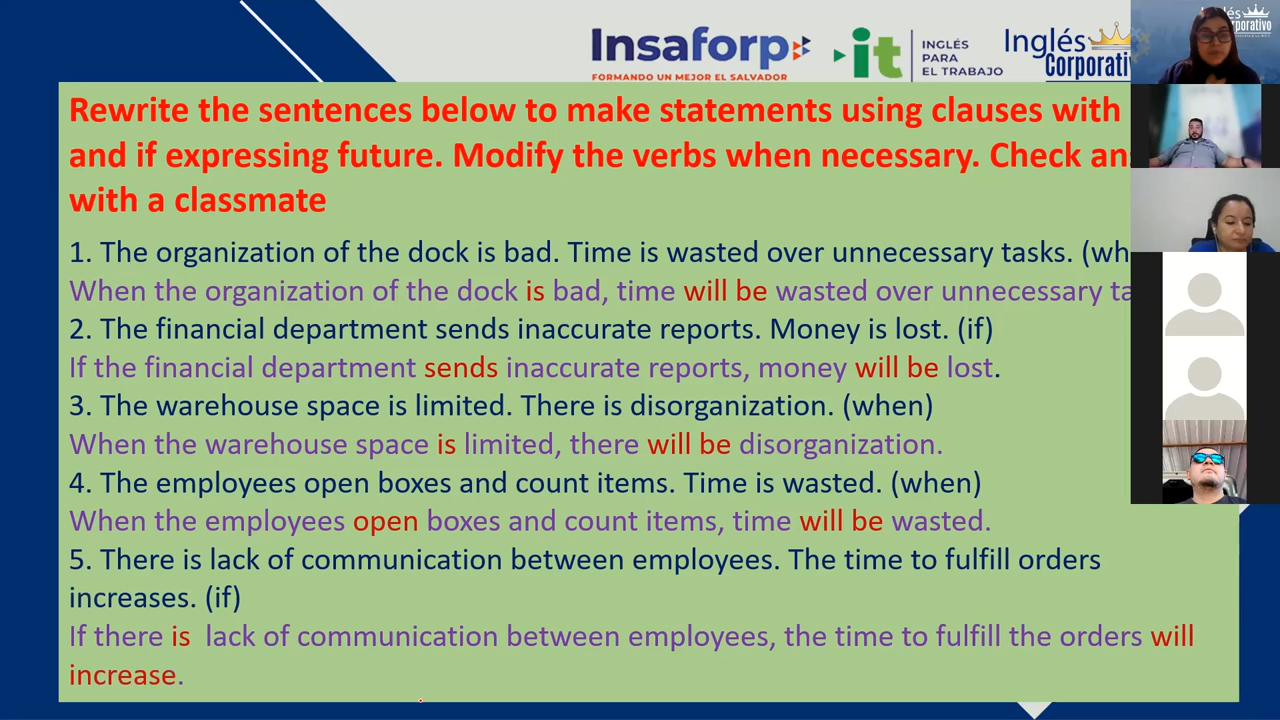 Insaforp
FORMANDO UN MEJOR EL SALVADOR
it
INGLÉS
PARA
EL TRABAJO
Inglés
Corporativ
Rewrite the sentences below to make statements using clauses with
and if expressing future. Modify the verbs when necessary. Check an
with a classmate
1. The organization of the dock is bad. Time is wasted over unnecessary tasks. (wh
When the organization of the dock is bad, time will be wasted over unnecessary ta
2. The financial department sends inaccurate reports. Money is lost. (if)
If the financial department sends inaccurate reports, money will be lost.
3. The warehouse space is limited. There is disorganization. (when)
When the warehouse space is limited, there will be disorganization.
4. The employees open boxes and count items. Time is wasted. (when)
When the employees open boxes and count items, time will be wasted.
5. There is lack of communication between employees. The time to fulfill orders
increases. (if)
If there is  lack of communication between employees, the time to fulfill the orders will
increase.